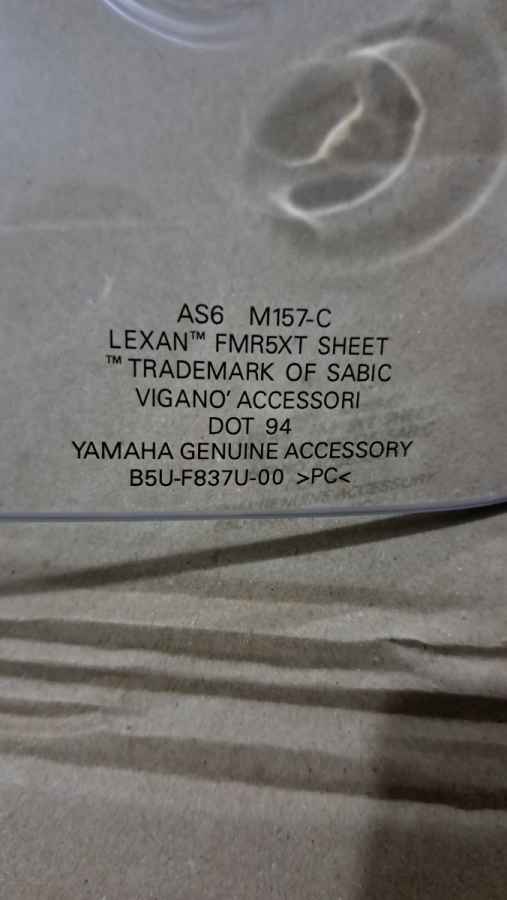 AS6 M157-C
LEXAN™ FMR5XT SHEET
™ TRADEMARK OF SABIC
VIGANO' ACCESSORI
DOT 94
YAMAHA GENUINE ACCESSORY
B5U-F837U-00 >PC<